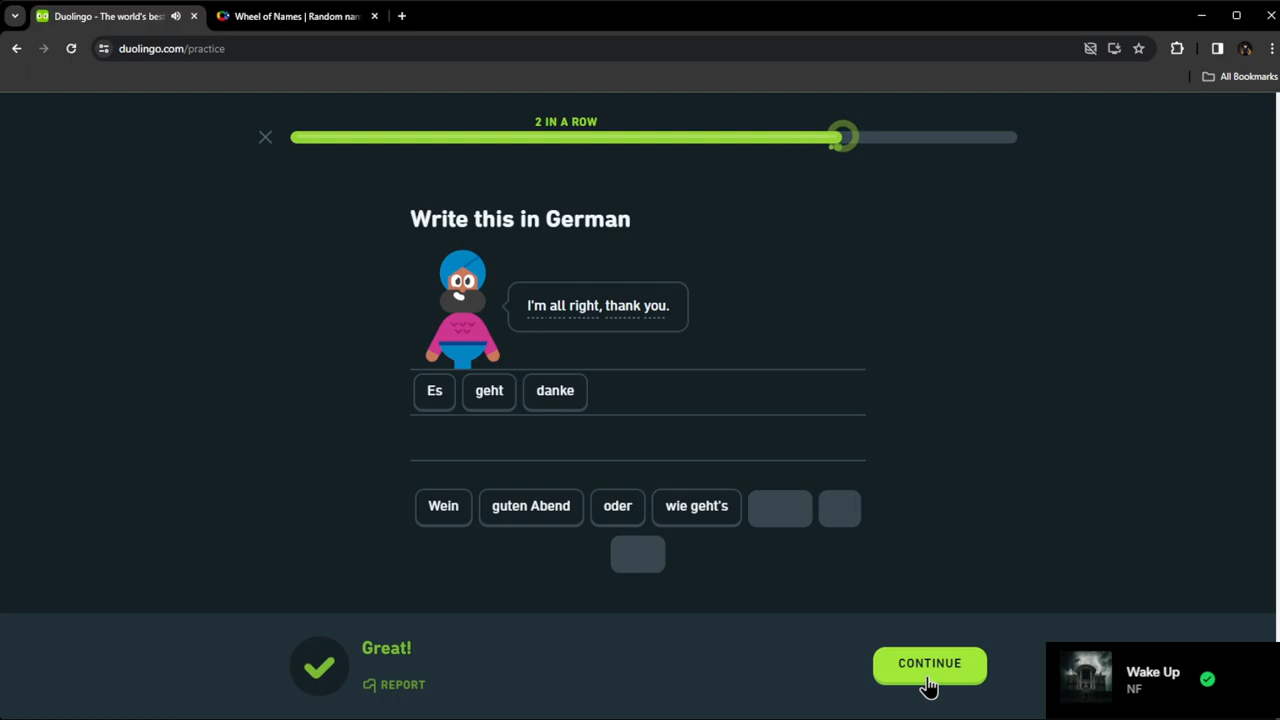 Duolingo - The world's best
Wheel of Names | Random nam
duolingo.com/practice
All Bookmarks
2 IN A ROW
Write this in German
I'm all right, thank you.
Es geht danke
Wein guten Abend oder wie geht's
Great!
REPORT
CONTINUE
Wake Up
NF